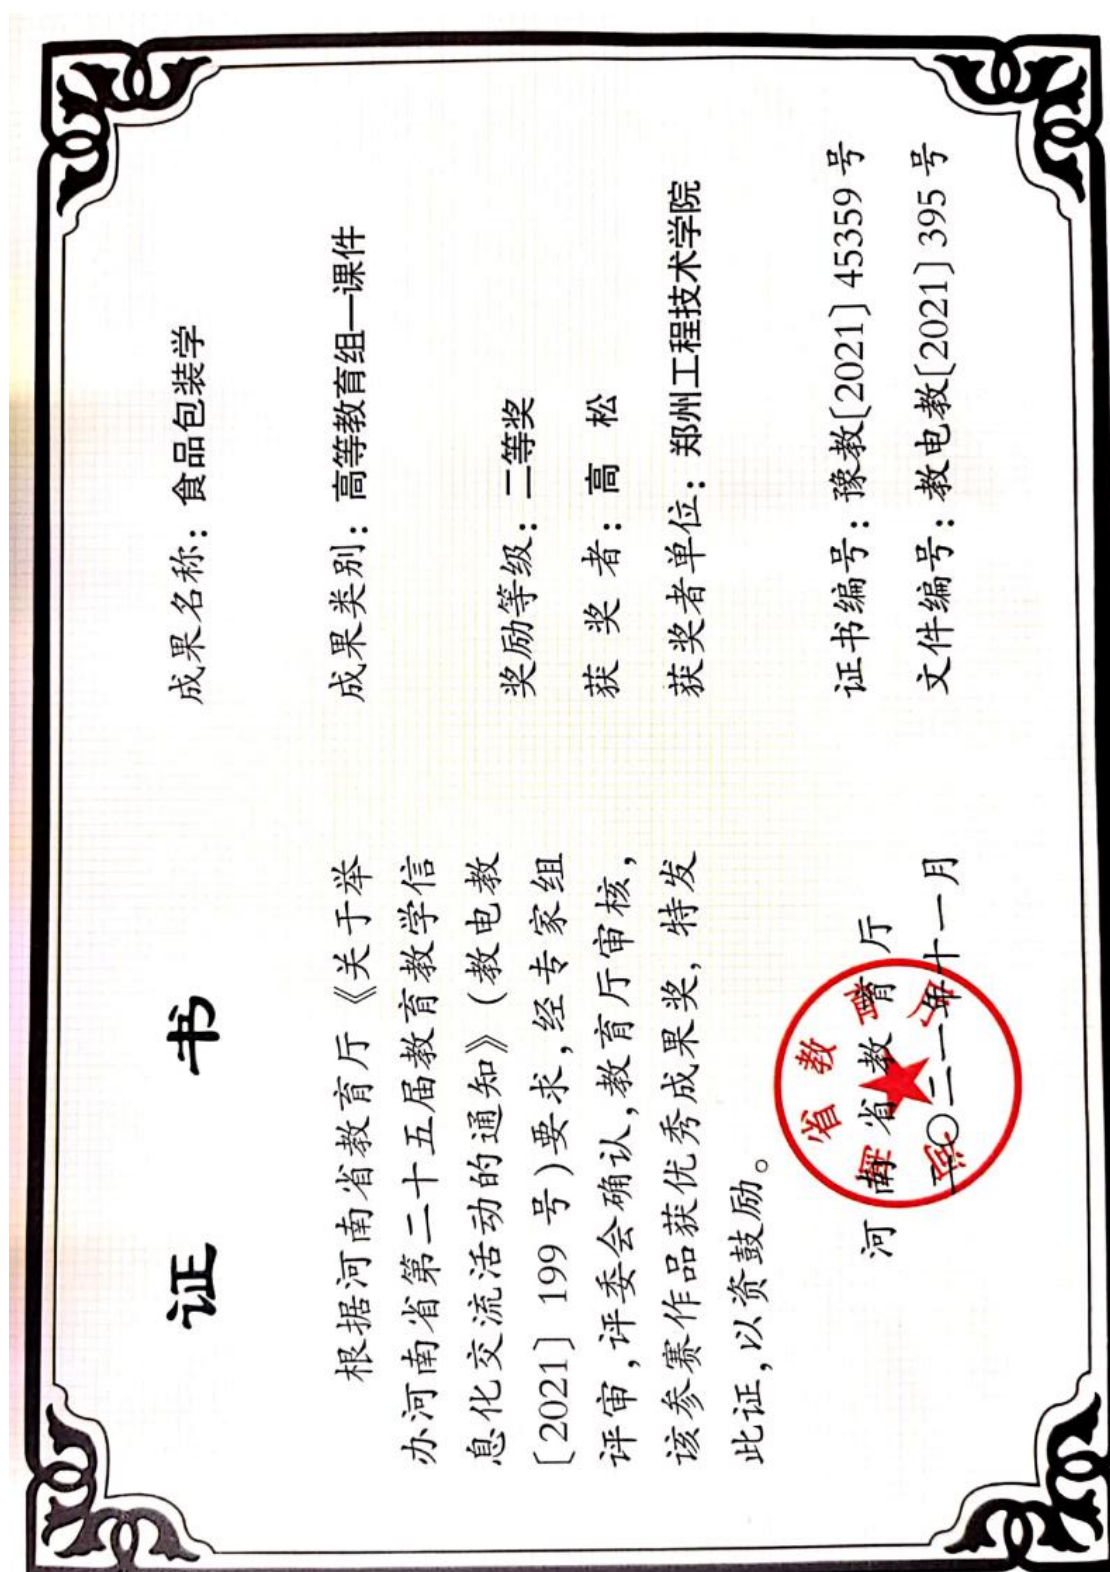 证 书
根据河南省教育厅《关于举
办河南省第二十五届教育教学信
息化交流活动的通知》（教电教
〔2021〕199 号）要求，经专家组
评审，评委会确认，教育厅审核，
该参赛作品获优秀成果奖，特发
此证，以资鼓励。
河南省教育厅
二〇二一年十一月
河南省教育厅
成果名称：食品包装学
成果类别：高等教育组—课件
奖励等级：二等奖
获 奖 者：高 松
获奖者单位：郑州工程技术学院
证书编号：豫教〔2021〕45359 号
文件编号：教电教〔2021〕395 号